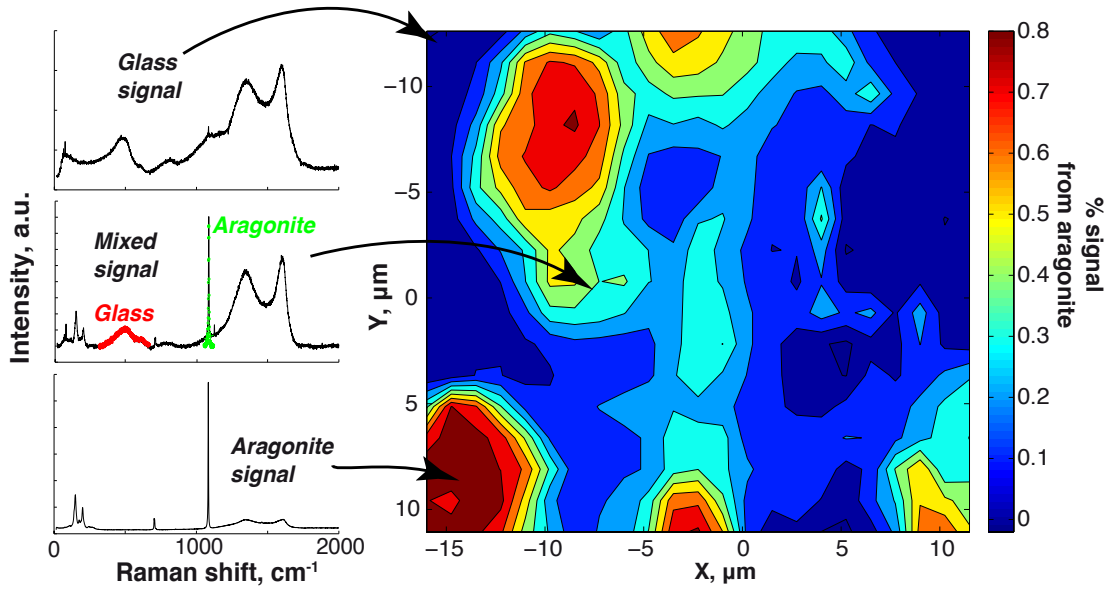 Glass
signal
Mixed
signal
Aragonite
Glass
Aragonite
signal
Intensity, a.u.
0
1000
2000
Raman shift, cm-1
−10
−5
0
5
10
Y, µm
−15
−10
−5
0
5
10
X, µm
0.8
0.7
0.6
0.5
0.4
0.3
0.2
0.1
0
% signal
from aragonite